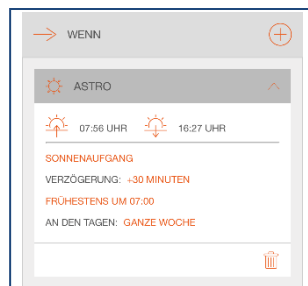 WENN
ASTRO
07:56 UHR 16:27 UHR
SONNENAUFGANG
VERZÖGERUNG: +30 MINUTEN
FRÜHESTENS UM 07:00
AN DEN TAGEN: GANZE WOCHE